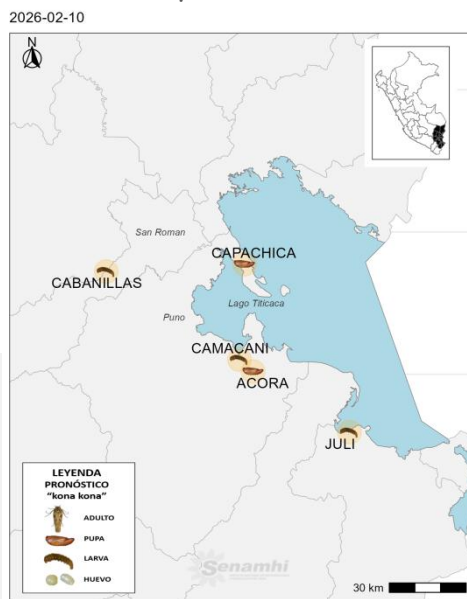 2026-02-10
N
San Roman
CAPACHICA
CABANILLAS
Lago Titicaca
Puno
CAMACANI
ACORA
JULI
LEYENDA
PRONÓSTICO
"kona kona"
ADULTO
PUPA
LARVA
HUEVO
Senamhi
30 km